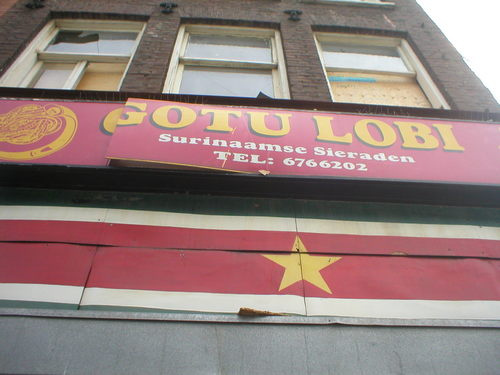 GOTU LOBI
Surinaamse Sieraden
TEL: 6766202